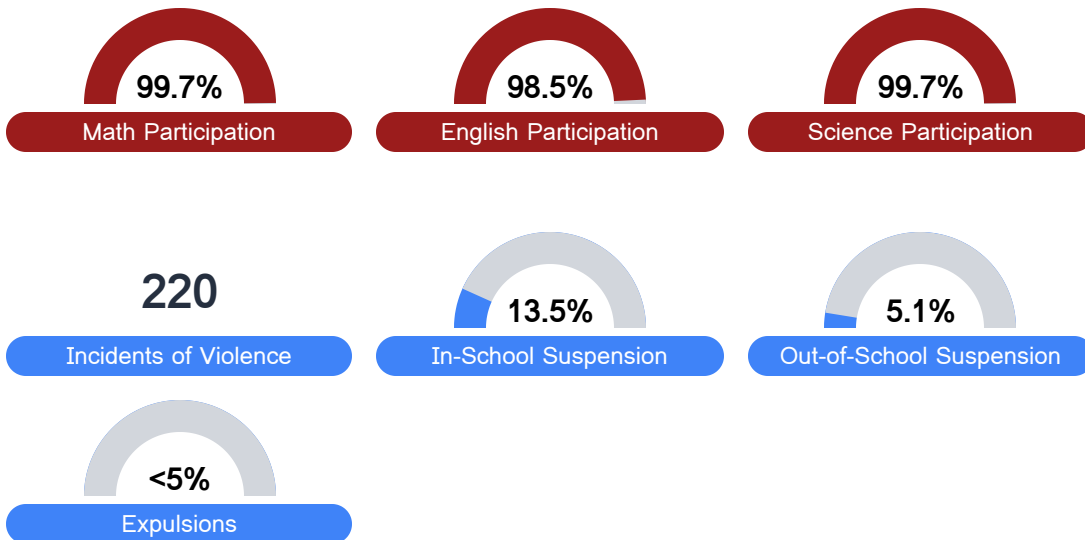 99.7%
98.5%
99.7%
Math Participation
English Participation
Science Participation
220
13.5%
5.1%
Incidents of Violence
In-School Suspension
Out-of-School Suspension
<5%
Expulsions